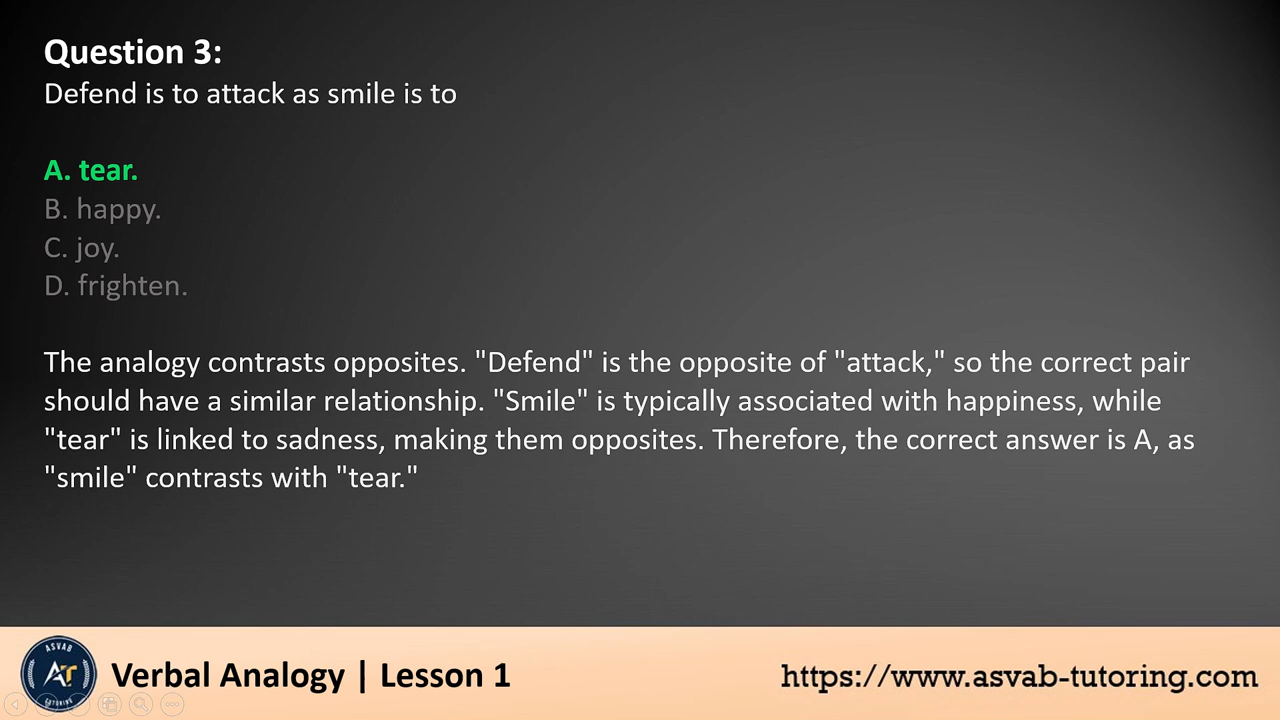 Question 3:
Defend is to attack as smile is to
A. tear.
B. happy.
C. joy.
D. frighten.
The analogy contrasts opposites. "Defend" is the opposite of "attack," so the correct pair
should have a similar relationship. "Smile" is typically associated with happiness, while
"tear" is linked to sadness, making them opposites. Therefore, the correct answer is A, as
"smile" contrasts with "tear."
ASVAB
AT
TUTORING
Verbal Analogy | Lesson 1
https://www.asvab-tutoring.com